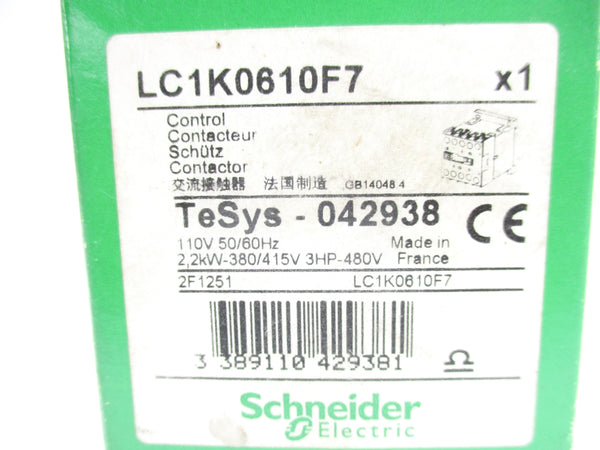 LC1K0610F7 x1
Control
Contacteur
Schütz
Contactor
交流接触器 法国制造 GB14048 4
TeSys - 042938 CE
110V 50/60Hz Made in
2,2kW-380/415V 3HP-480V France
2F1251 LC1K0610F7
3 389110 429381
Schneider
Electric